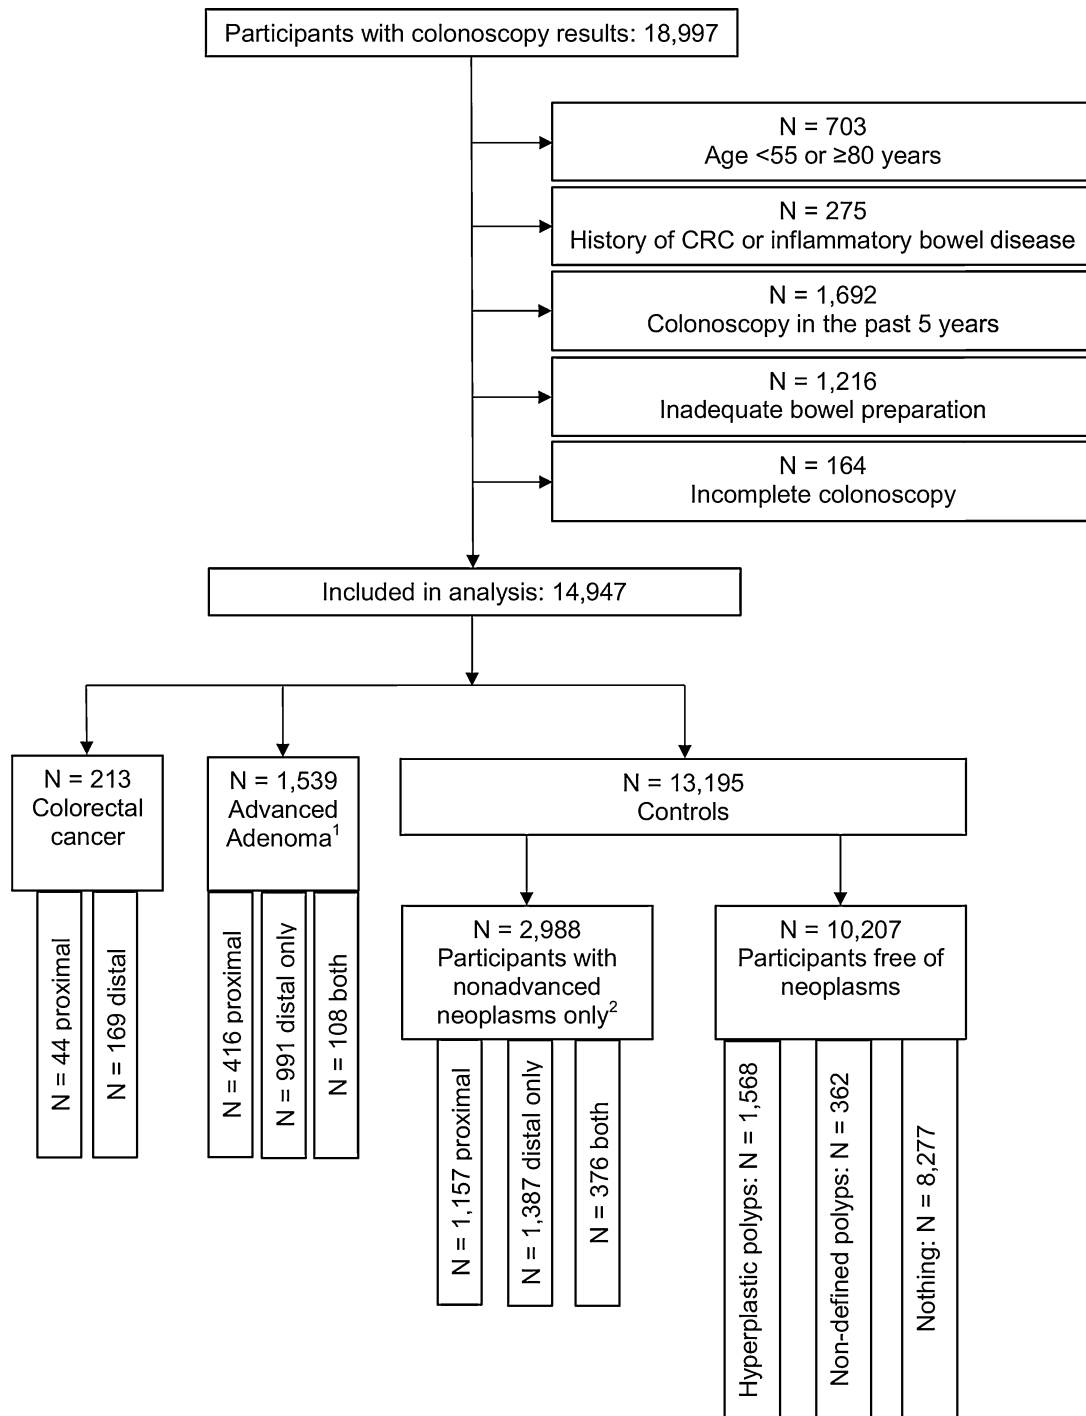 Participants with colonoscopy results: 18,997
N = 703
Age <55 or ≥80 years
N = 275
History of CRC or inflammatory bowel disease
N = 1,692
Colonoscopy in the past 5 years
N = 1,216
Inadequate bowel preparation
N = 164
Incomplete colonoscopy
Included in analysis: 14,947
N = 213
Colorectal
cancer
N = 44 proximal
N = 169 distal
N = 1,539
Advanced
Adenoma¹
N = 416 proximal
N = 991 distal only
N = 108 both
N = 13,195
Controls
N = 2,988
Participants with
nonadvanced
neoplasms only²
N = 1,157 proximal
N = 1,387 distal only
N = 376 both
N = 10,207
Participants free of
neoplasms
Hyperplastic polyps: N = 1,568
Non-defined polyps: N = 362
Nothing: N = 8,277